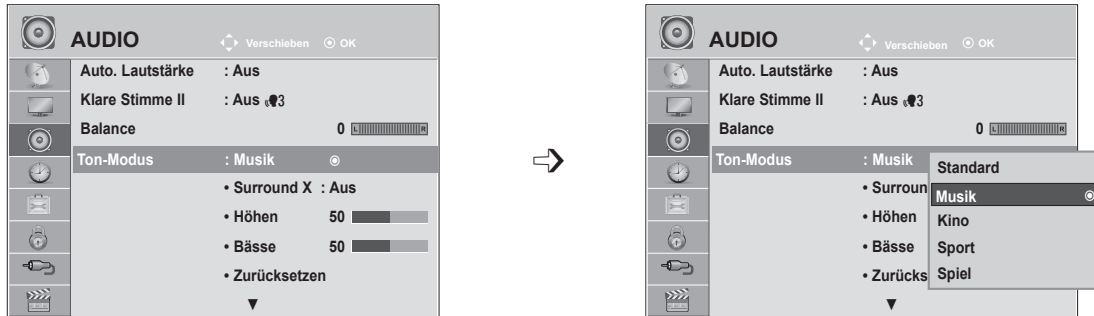 AUDIO Verschieben OK
Auto. Lautstärke : Aus
Klare Stimme II : Aus 3
Balance 0 L R
Ton-Modus : Musik
• Surround X : Aus
• Höhen 50
• Bässe 50
• Zurücksetzen
▼
AUDIO Verschieben OK
Auto. Lautstärke : Aus
Klare Stimme II : Aus 3
Balance 0 L R
Ton-Modus : Musik
• Surroun
• Höhen
• Bässe
• Zurücks
▼
Standard
Musik
Kino
Sport
Spiel